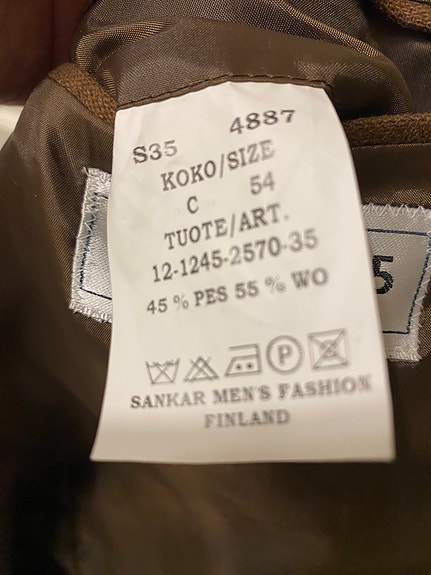 S35 4887
KOKO/SIZE
C 54
TUOTE/ART.
12-1245-2570-35
45 % PES 55 % WO
P
SANKAR MEN'S FASHION
FINLAND
5